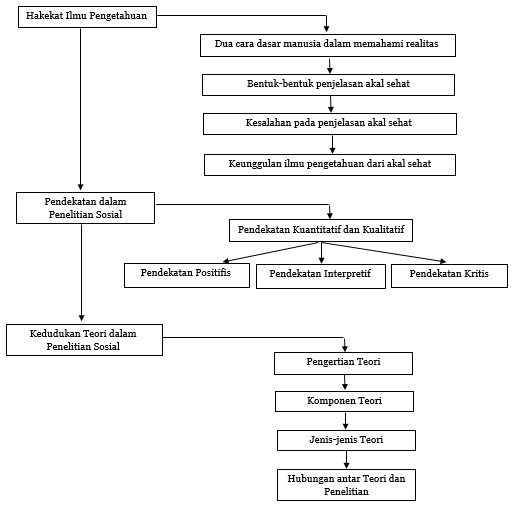 Hakekat Ilmu Pengetahuan
Dua cara dasar manusia dalam memahami realitas
Bentuk-bentuk penjelasan akal sehat
Kesalahan pada penjelasan akal sehat
Keunggulan ilmu pengetahuan dari akal sehat
Pendekatan dalam
Penelitian Sosial
Pendekatan Kuantitatif dan Kualitatif
Pendekatan Positifis
Pendekatan Interpretif
Pendekatan Kritis
Kedudukan Teori dalam
Penelitian Sosial
Pengertian Teori
Komponen Teori
Jenis-jenis Teori
Hubungan antar Teori dan
Penelitian